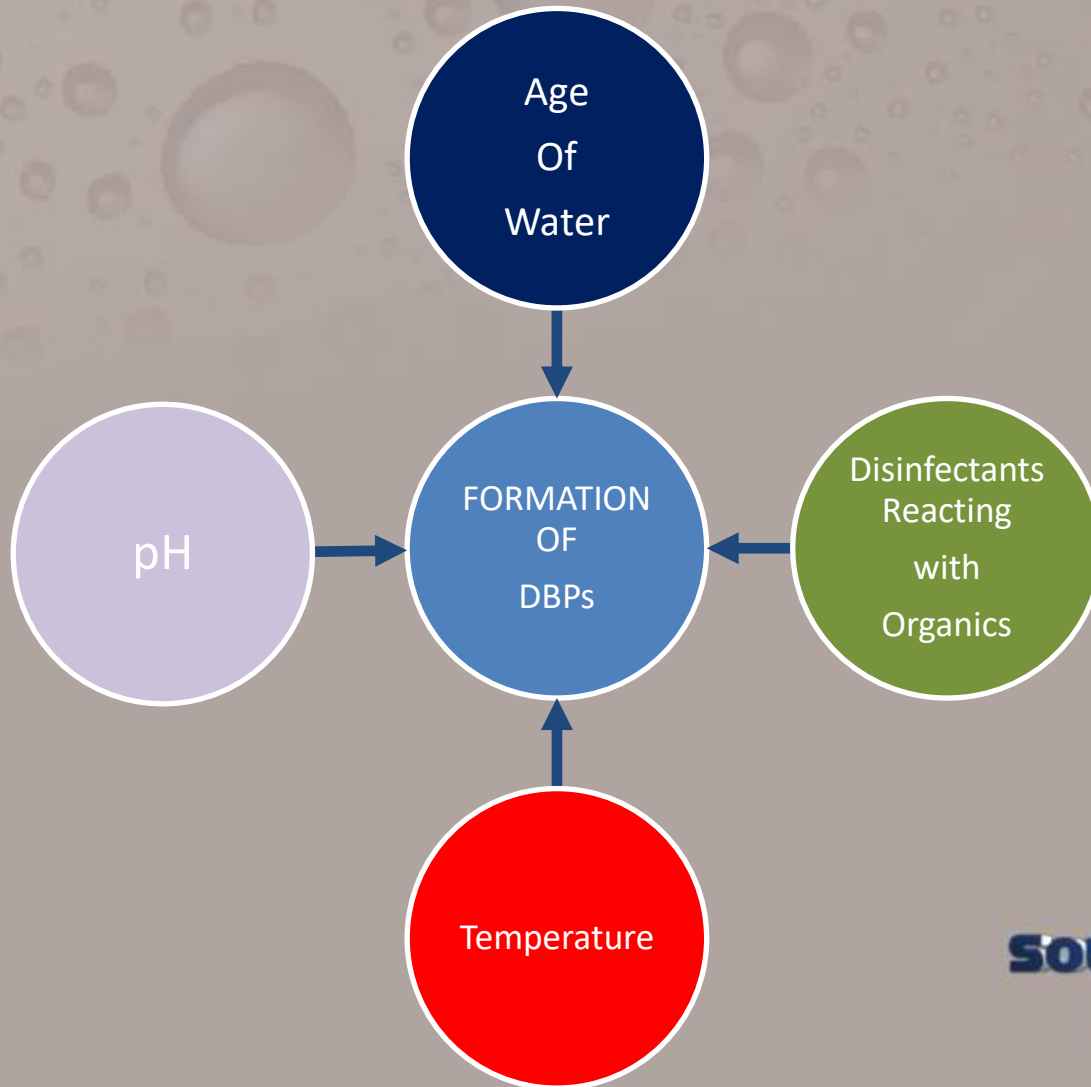 Age
Of
Water
pH
FORMATION
OF
DBPs
Disinfectants
Reacting
with
Organics
Temperature